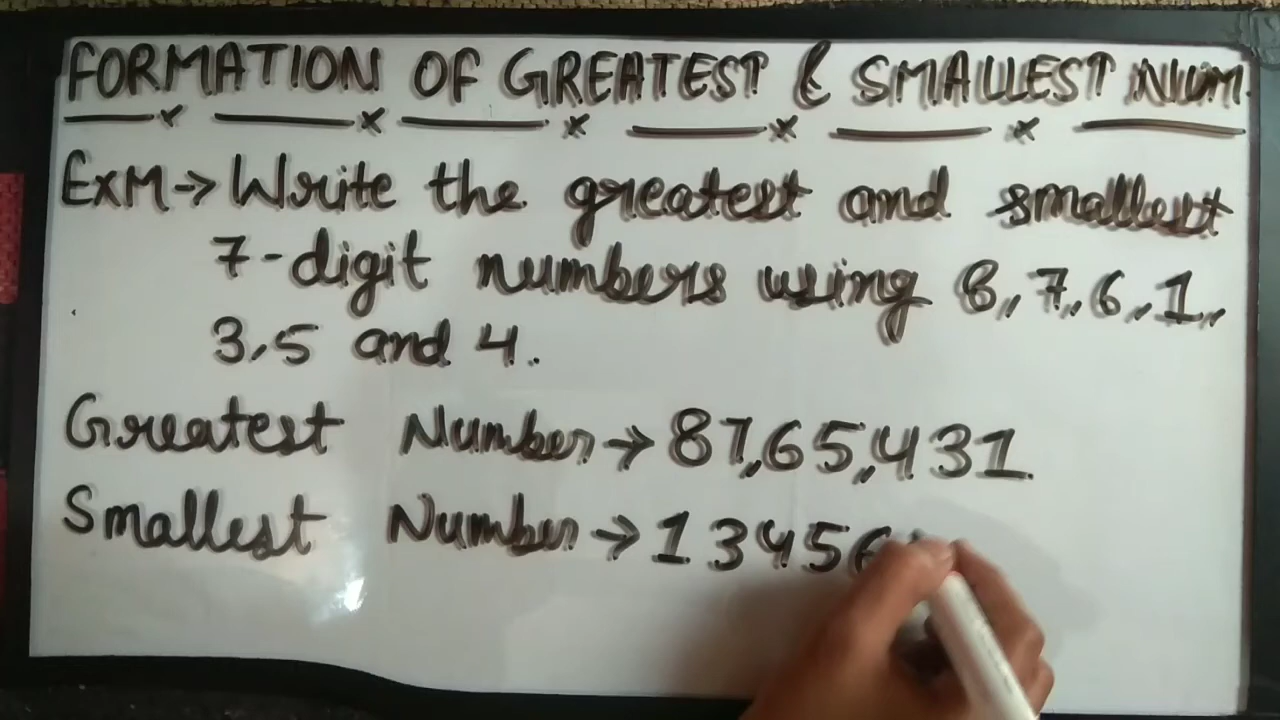 FORMATION OF GREATEST & SMALLEST NUM.
ExM→ Write the greatest and smallest
7-digit numbers using 8,7,6,1,
3,5 and 4.
Greatest Number→87,65,431
Smallest Number→13456